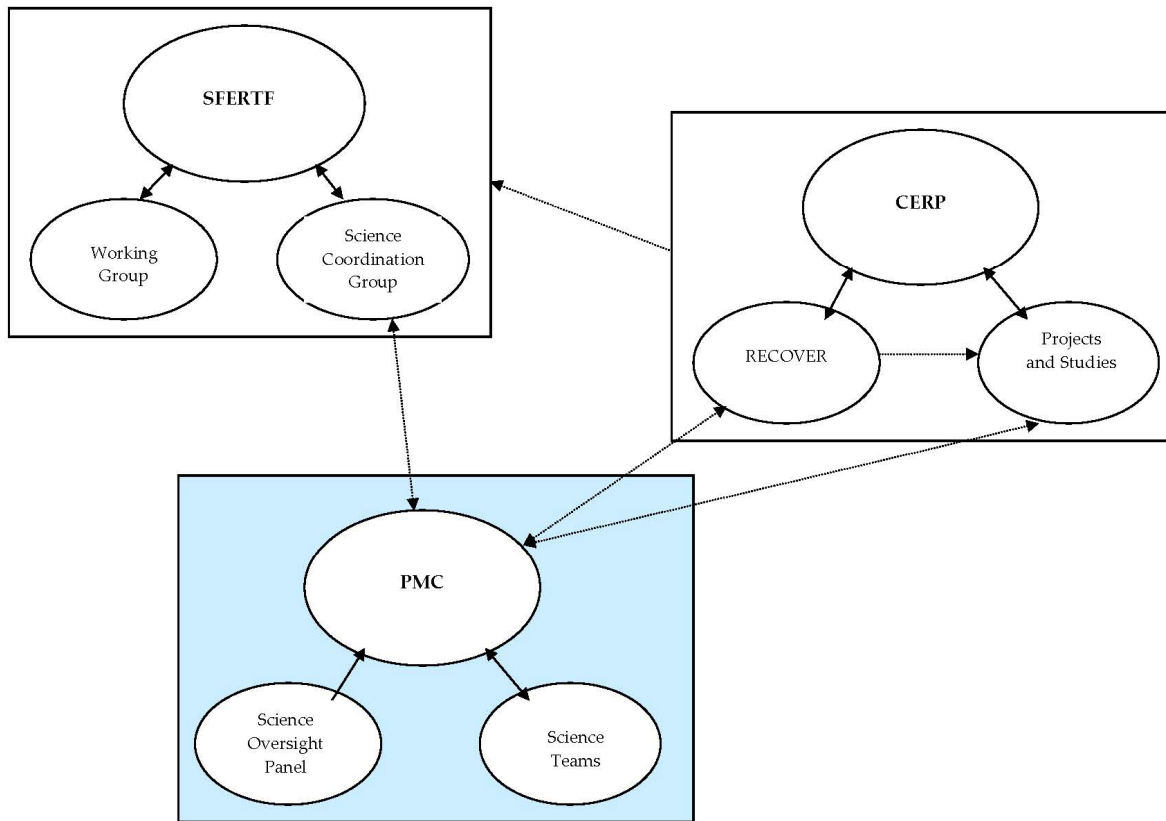 SFERTF
Working
Group
Science
Coordination
Group
CERP
RECOVER
Projects
and Studies
PMC
Science
Oversight
Panel
Science
Teams